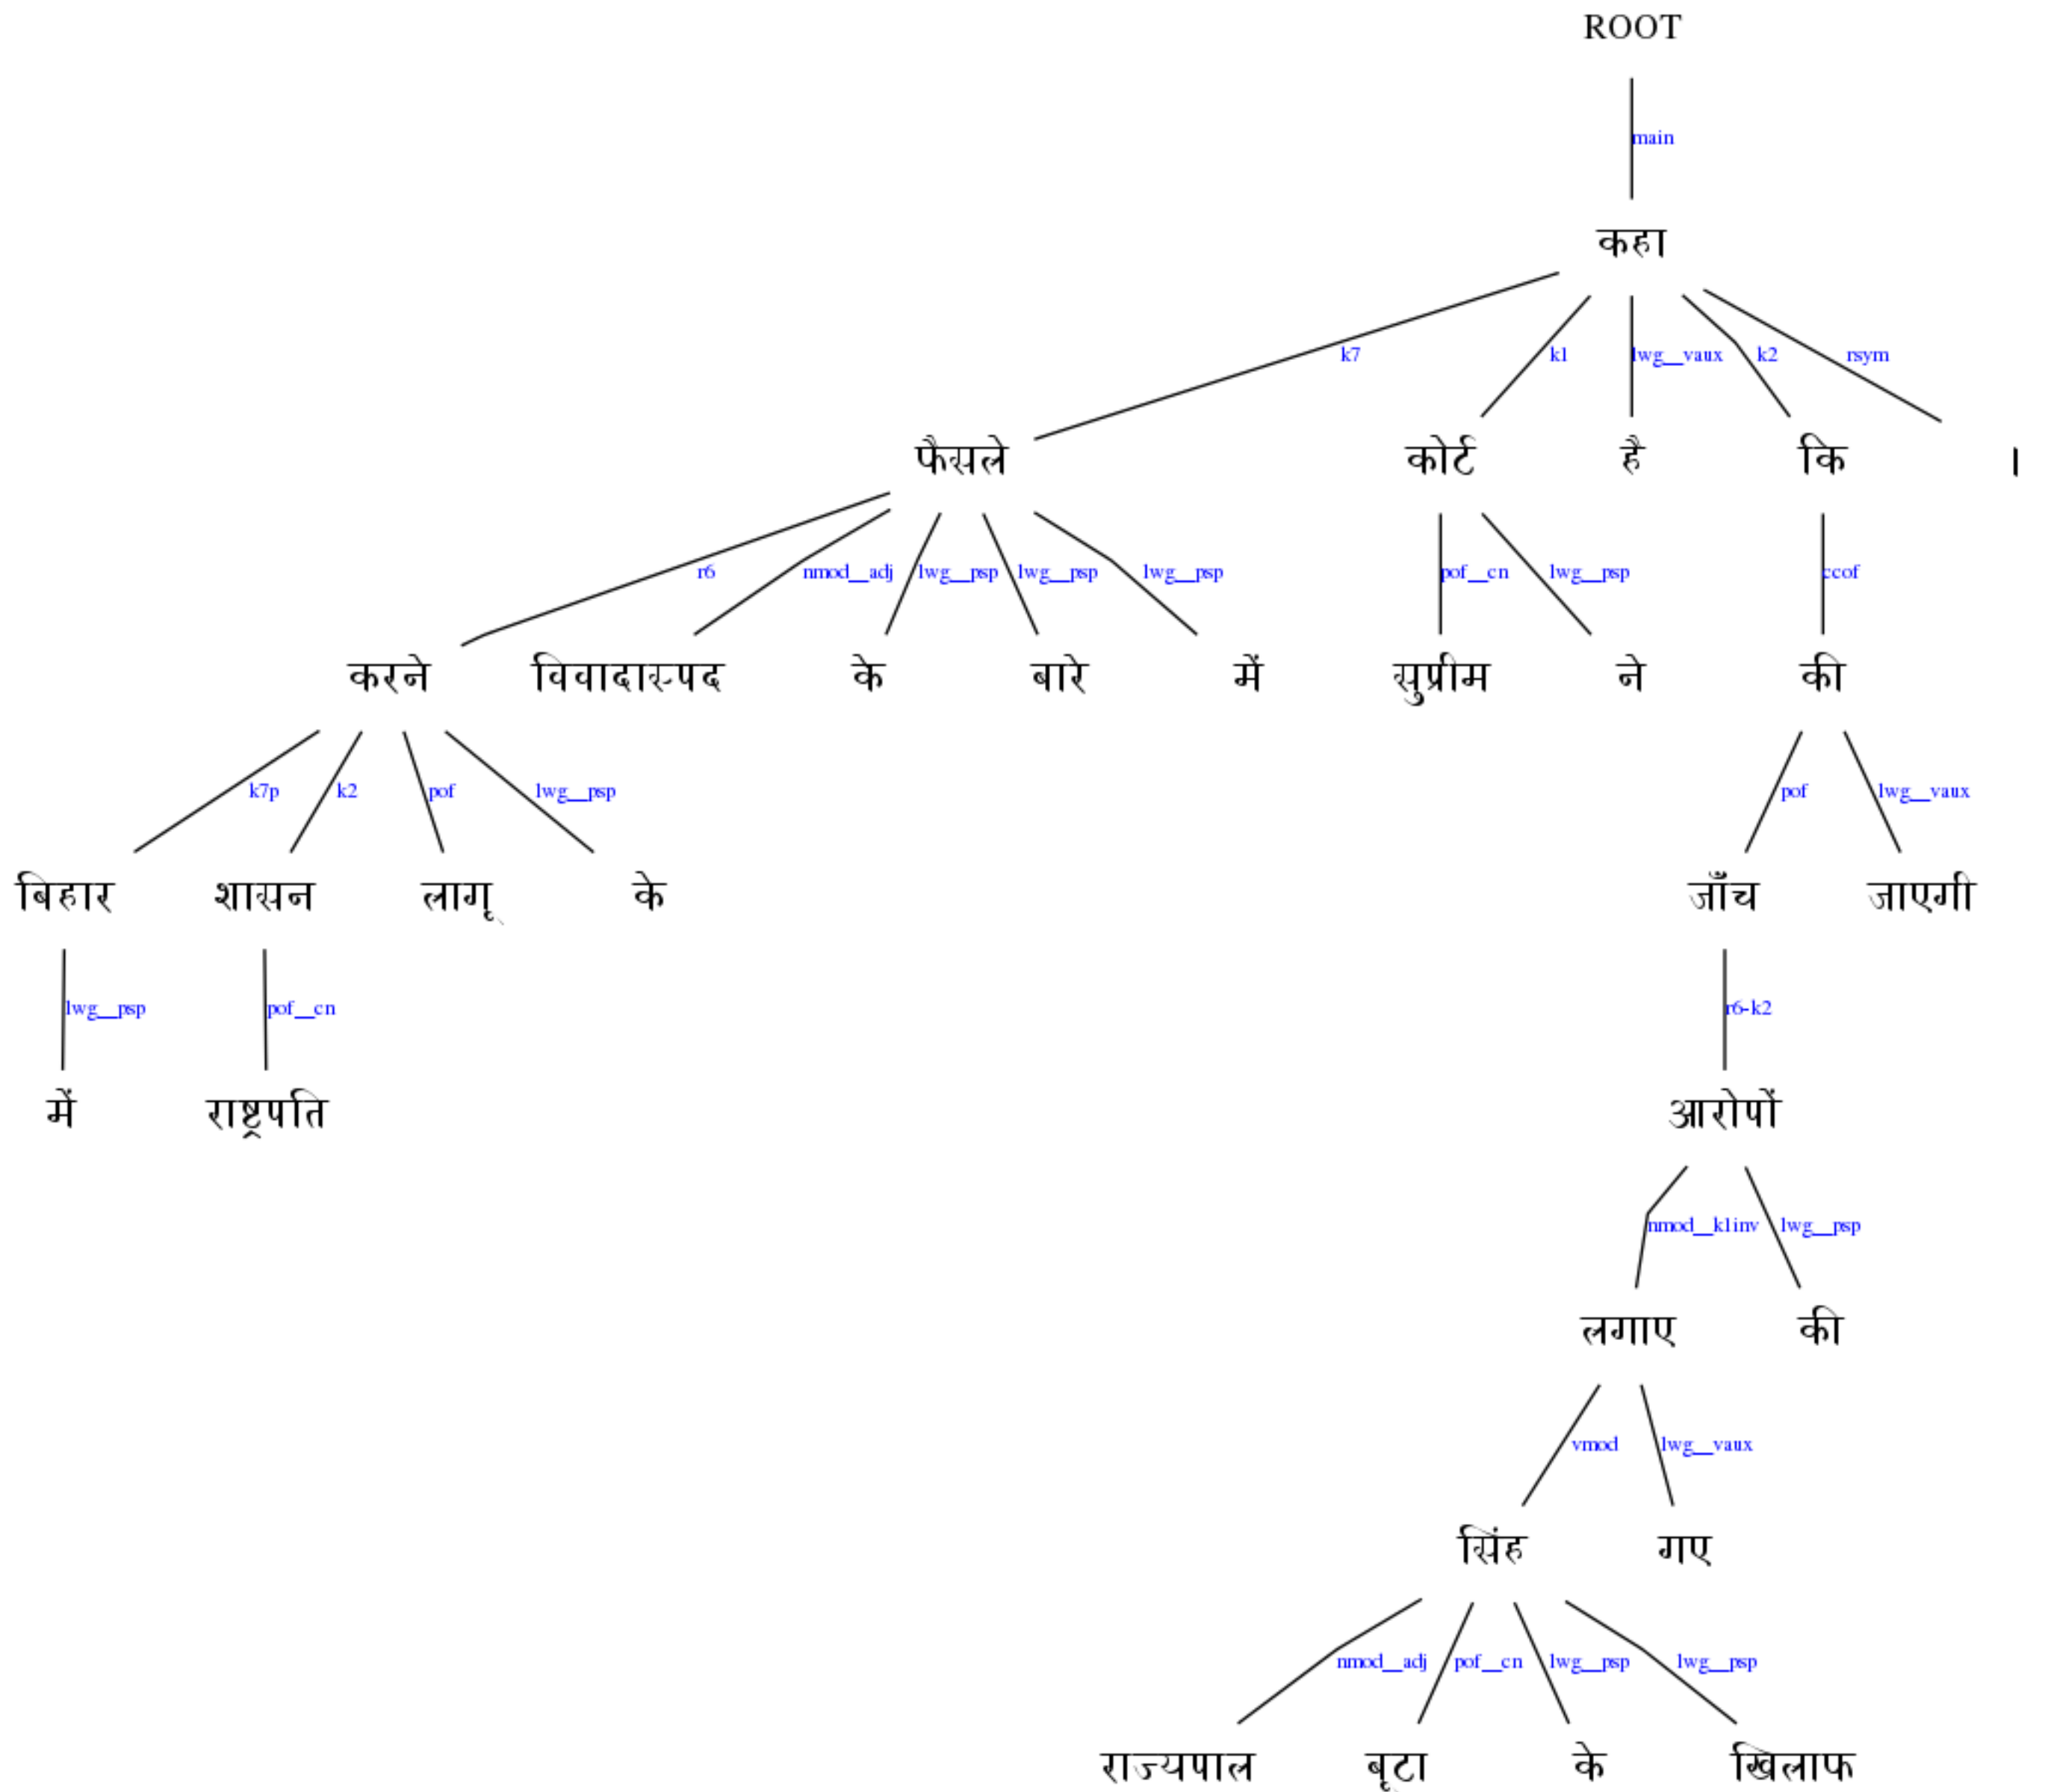 ROOT
main
कहा
k7 k1 lwg__vaux k2 rsym
फैसले कोर्ट है कि ।
r6 nmod__adj lwg__psp lwg__psp lwg__psp pof__cn lwg__psp ccof
करने विवादास्पद के बारे में सुप्रीम ने की
k7p k2 pof lwg__psp pof lwg__vaux
बिहार शासन लागू के जाँच जाएगी
lwg__psp pof__cn r6-k2
में राष्ट्रपति आरोपों
nmod__k1inv lwg__psp
लगाए की
vmod lwg__vaux
सिंह गए
nmod__adj pof__cn lwg__psp lwg__psp
राज्यपाल बूटा के खिलाफ